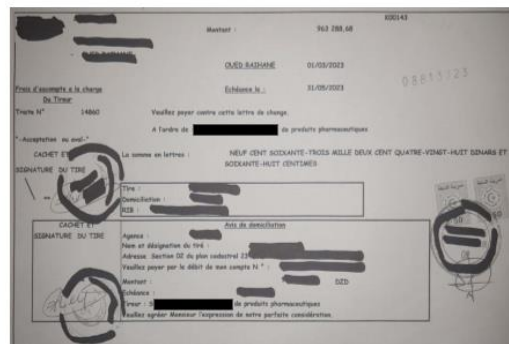 X00143
Montant : 963 288,68
OUED RAIHANE 01/03/2023
Frais d'escompte a la charge Du Tireur
Echéance le : 31/05/2023
08813723
Traite N° 14860 Veuillez payer contre cette lettre de change.
A l'ordre de de produits pharmaceutiques
"-Acceptation ou aval-"
CACHET ET SIGNATURE DU TIRE
La somme en lettres : NEUF CENT SOIXANTE-TROIS MILLE DEUX CENT QUATRE-VINGT-HUIT DINARS ET
SOIXANTE-HUIT CENTIMES
Tire :
Domiciliation :
RIB :
CACHET ET SIGNATURE DU TIRE
Avis de domiciliation
Agence :
Nom et désignation du tiré :
Adresse Section 02 du plan cadastral 23
Veuillez payer par le débit de mon compte N° :
Montant : DZD
Echéance :
Tireur : S de produits pharmaceutiques
Veuillez agréer Monsieur l'expression de notre parfaite considération.